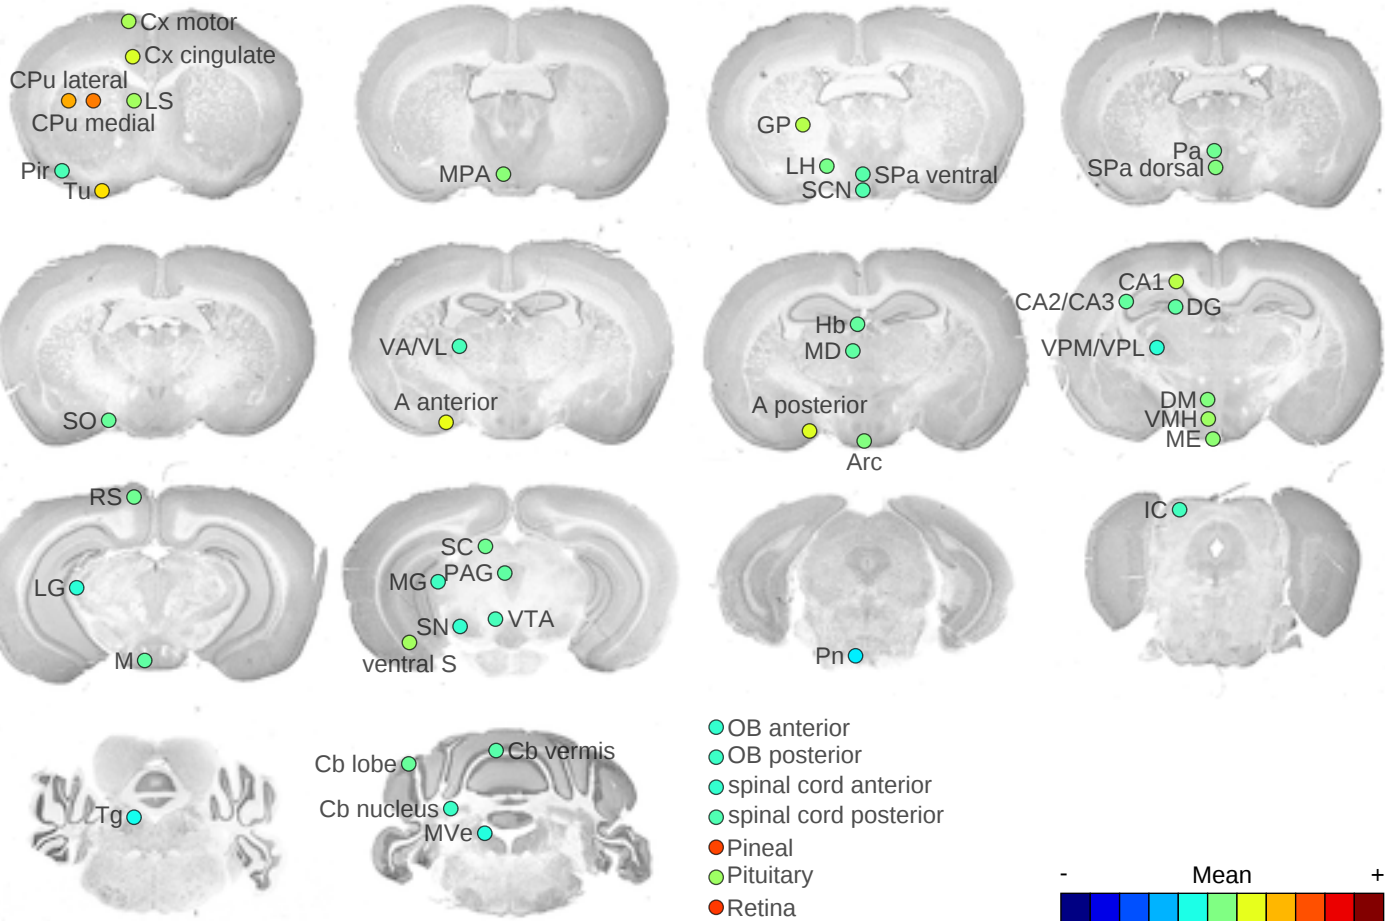 Cx motor
Cx cingulate
CPu lateral
LS
CPu medial
Pir
Tu
MPA
GP
LH
SPa ventral
SCN
Pa
SPa dorsal
SO
VA/VL
A anterior
Hb
MD
A posterior
Arc
CA1
CA2/CA3
DG
VPM/VPL
DM
VMH
ME
RS
LG
M
SC
MG
PAG
SN
VTA
ventral S
Pn
IC
Tg
Cb lobe
Cb vermis
Cb nucleus
MVe
OB anterior
OB posterior
spinal cord anterior
spinal cord posterior
Pineal
Pituitary
Retina
- Mean +